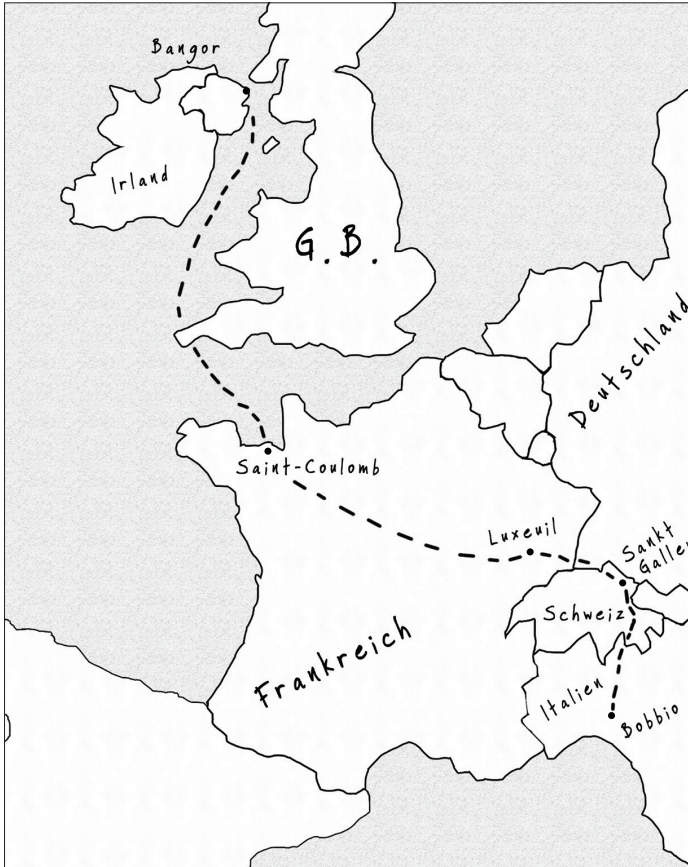 Bangor
Irland
G.B.
Deutschland
Saint-Coulomb
Luxeuil
Sankt
Schweiz
Frankreich
Italien
Bobbio